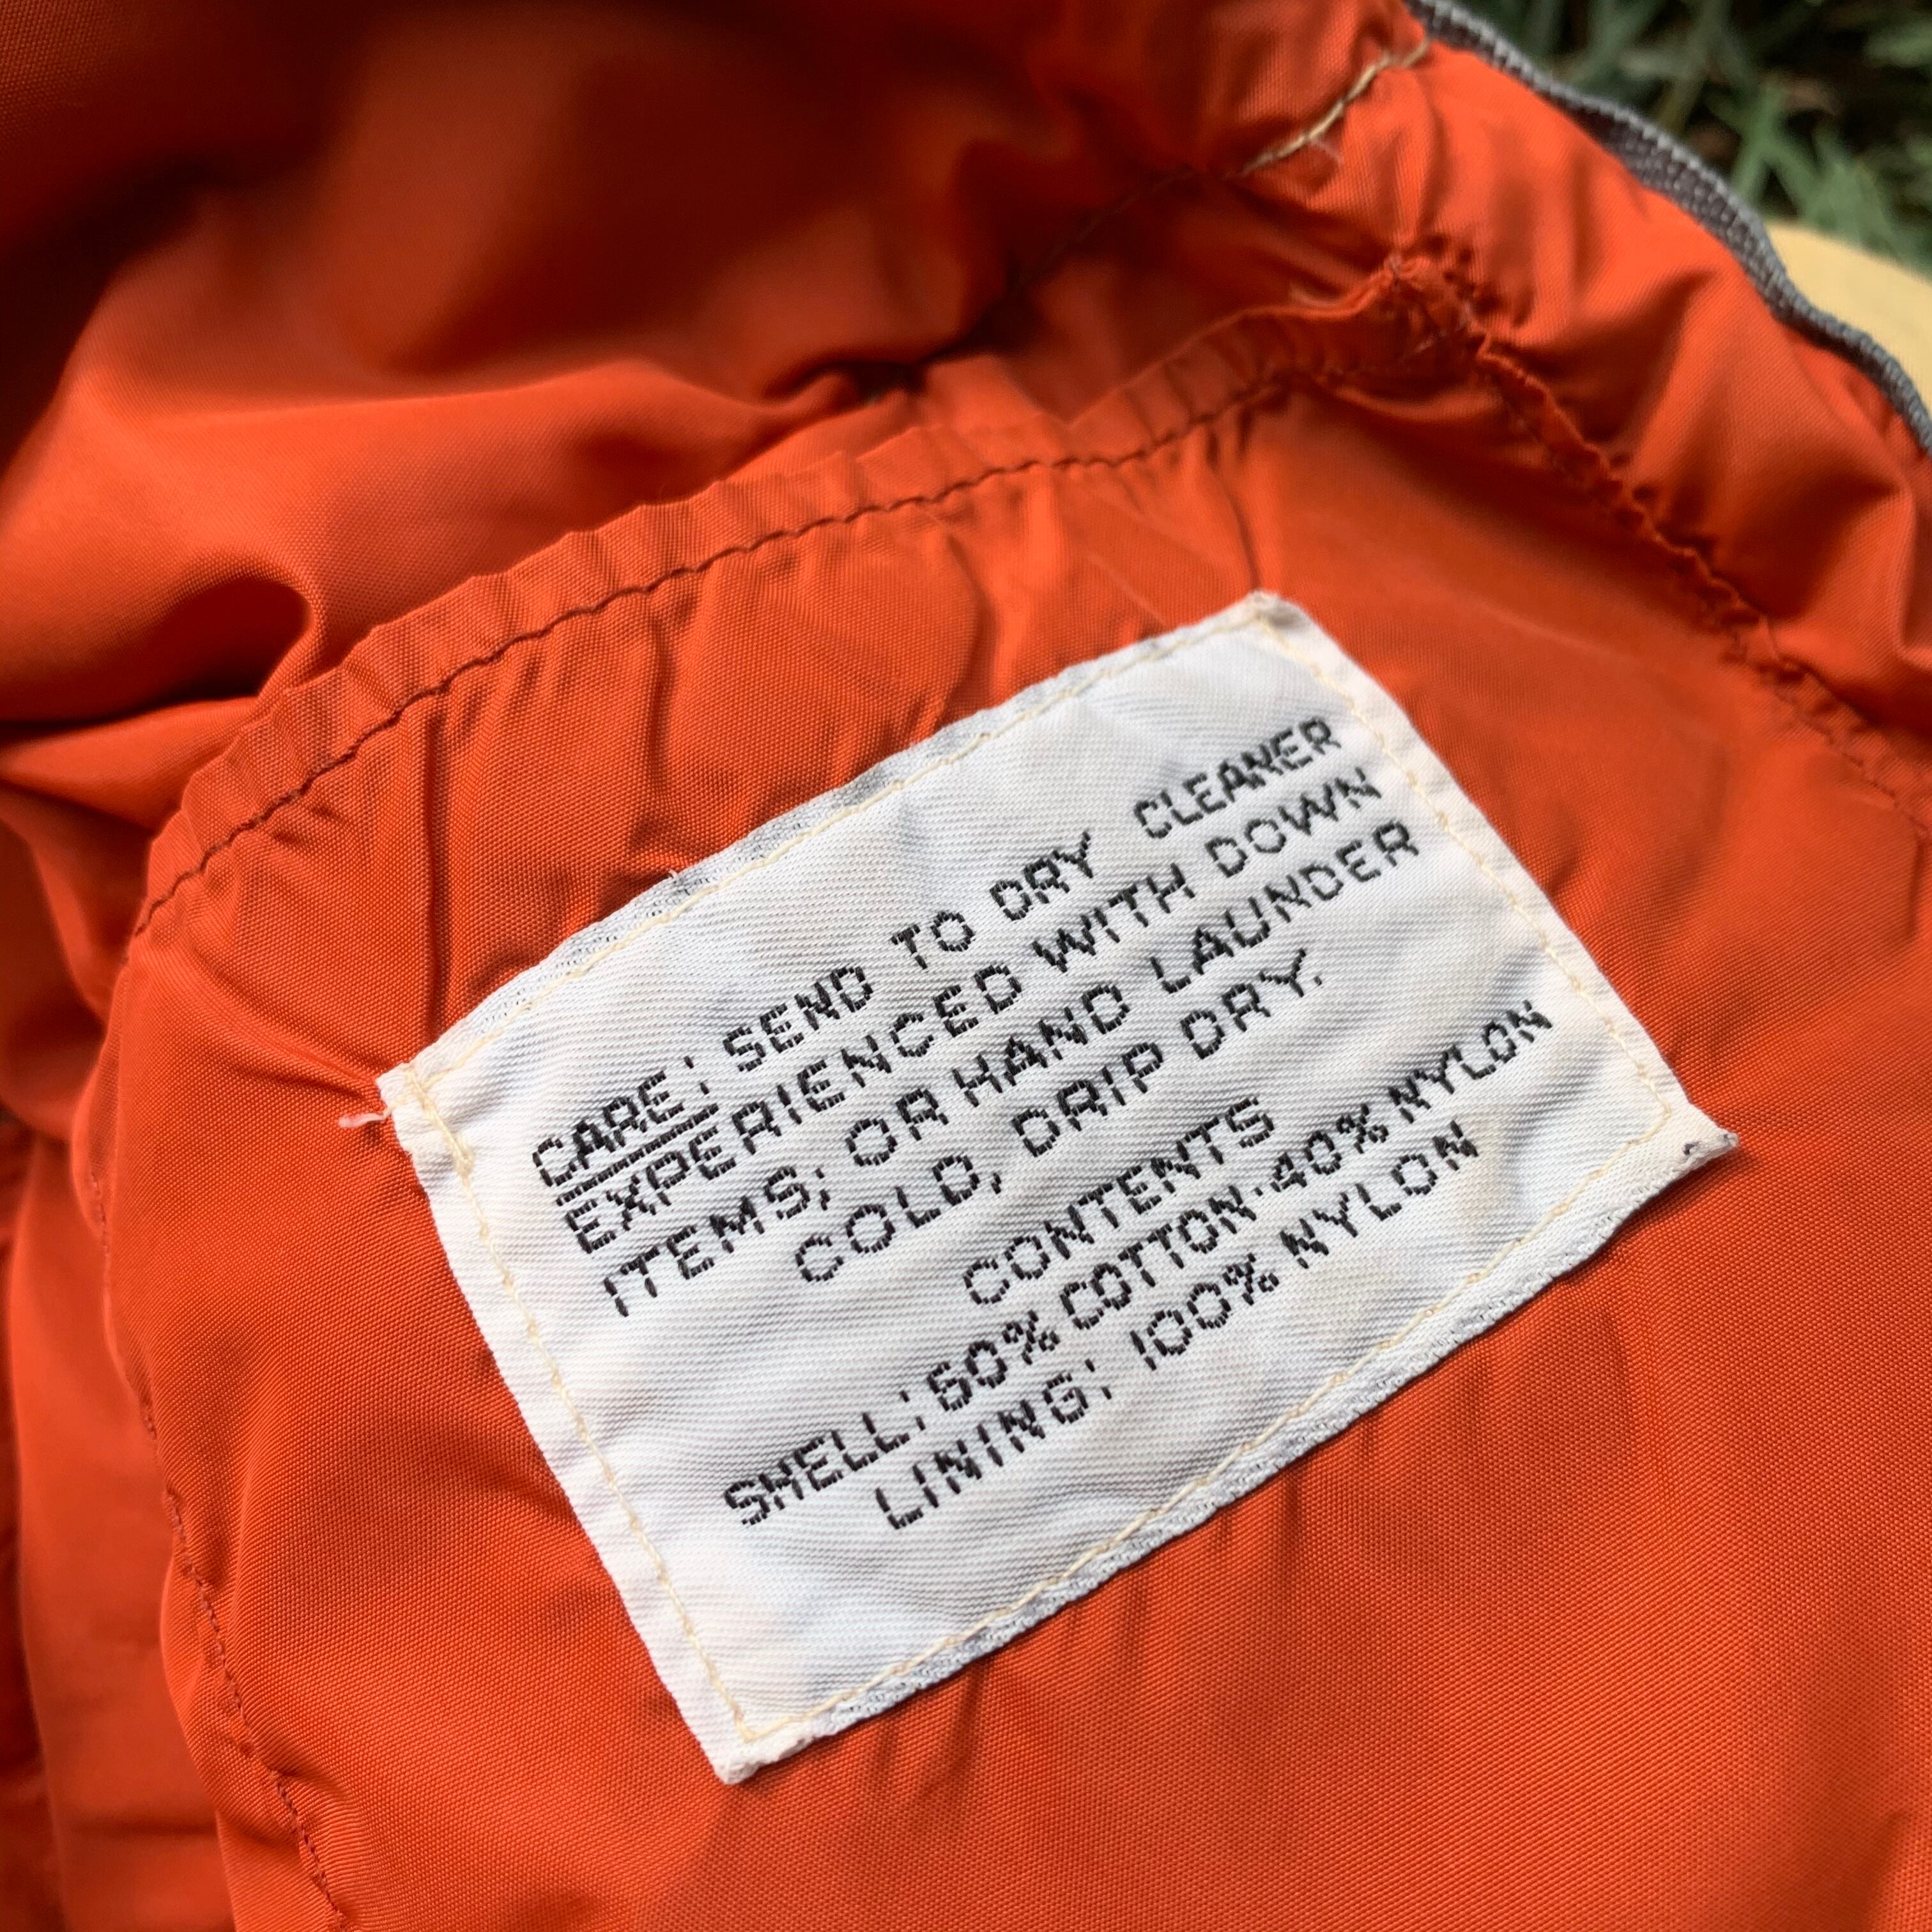 CARE: SEND TO DRY CLEANER
EXPERIENCED WITH DOWN
ITEMS; OR HAND LAUNDER
COLD, DRIP DRY.
CONTENTS
SHELL: 60% COTTON·40% NYLON
LINING: 100% NYLON